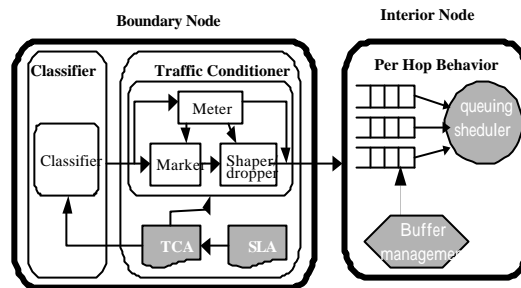 Boundary Node
Interior Node
Classifier
Traffic Conditioner
Per Hop Behavior
Meter
queuing
sheduler
Classifier
Marker
Shaper
dropper
TCA
SLA
Buffer
managemen